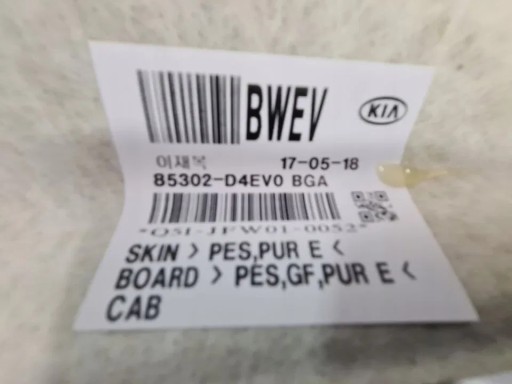 BWEV
KIA
이재복 17-05-18
85302-D4EV0 BGA
SKIN > PES,PUR E <
BOARD > PES,GF,PUR E <
CAB